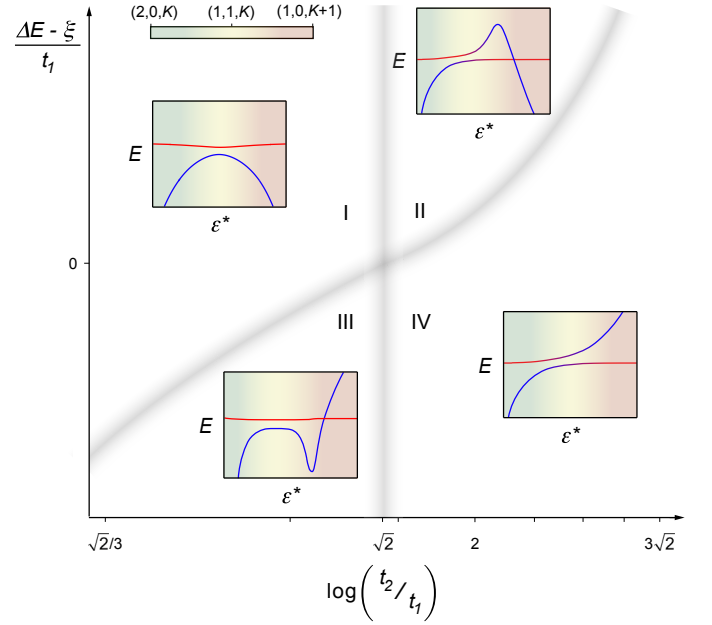 (2,0,K) (1,1,K) (1,0,K+1)
ΔE - ξ
t₁
E
ε*
E
ε*
I II
0
III IV
E
ε*
E
ε*
√2/3 √2 2 3√2
log(t₂/t₁)